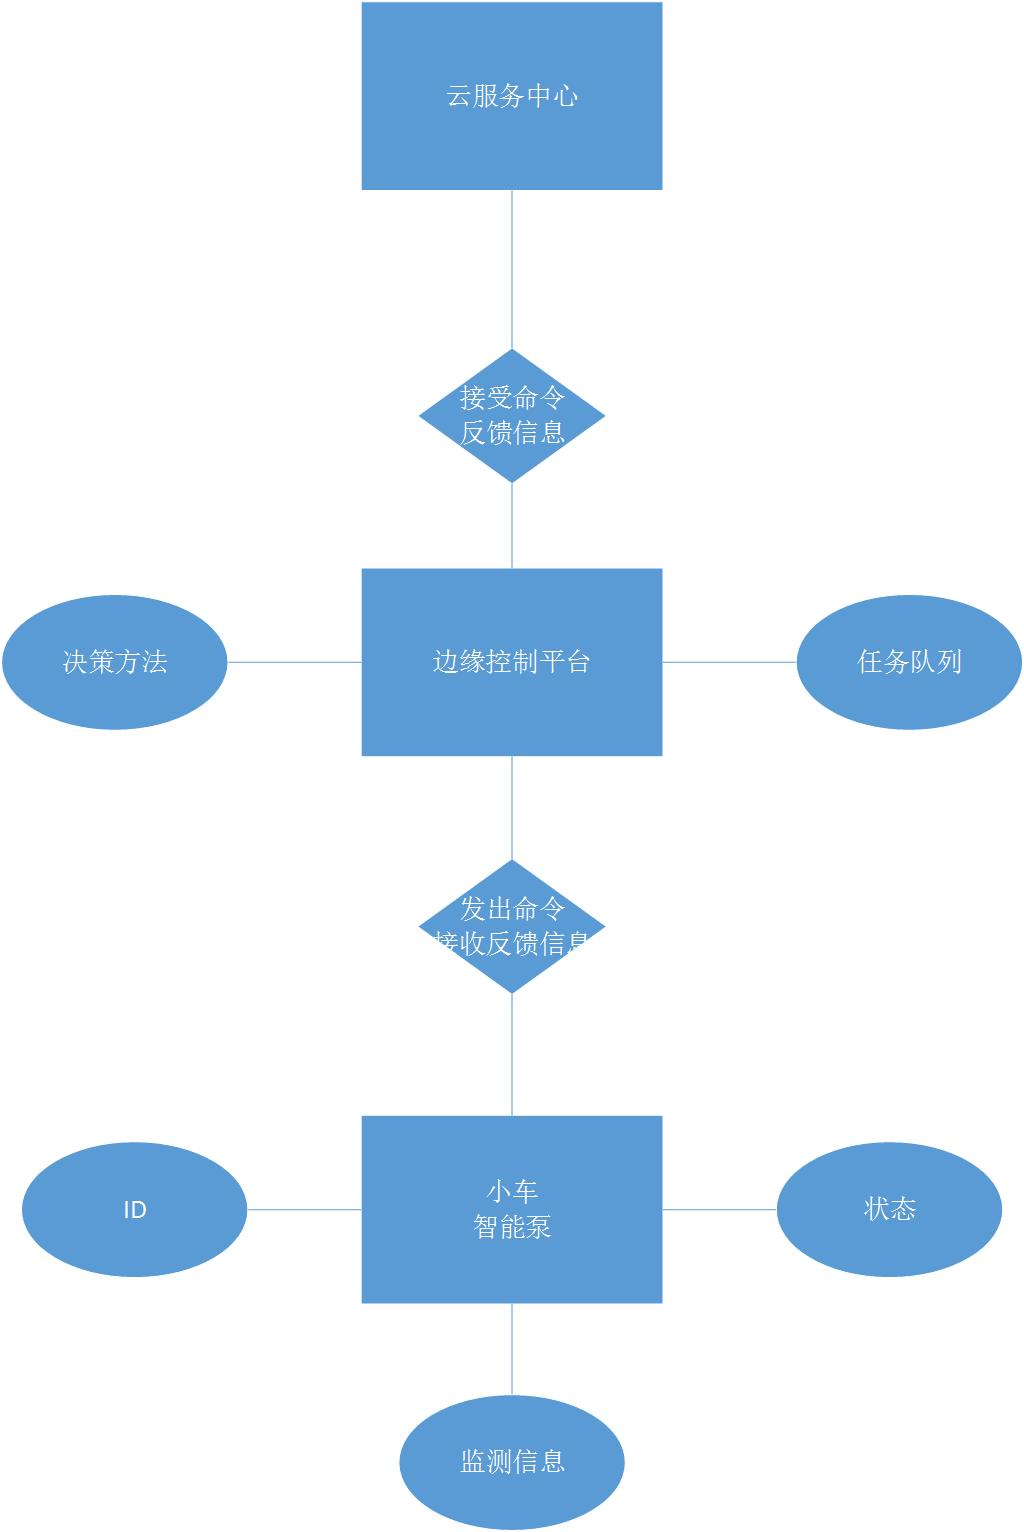 云服务中心
接受命令
反馈信息
决策方法
边缘控制平台
任务队列
发出命令
接收反馈信息
ID
小车
智能泵
状态
监测信息